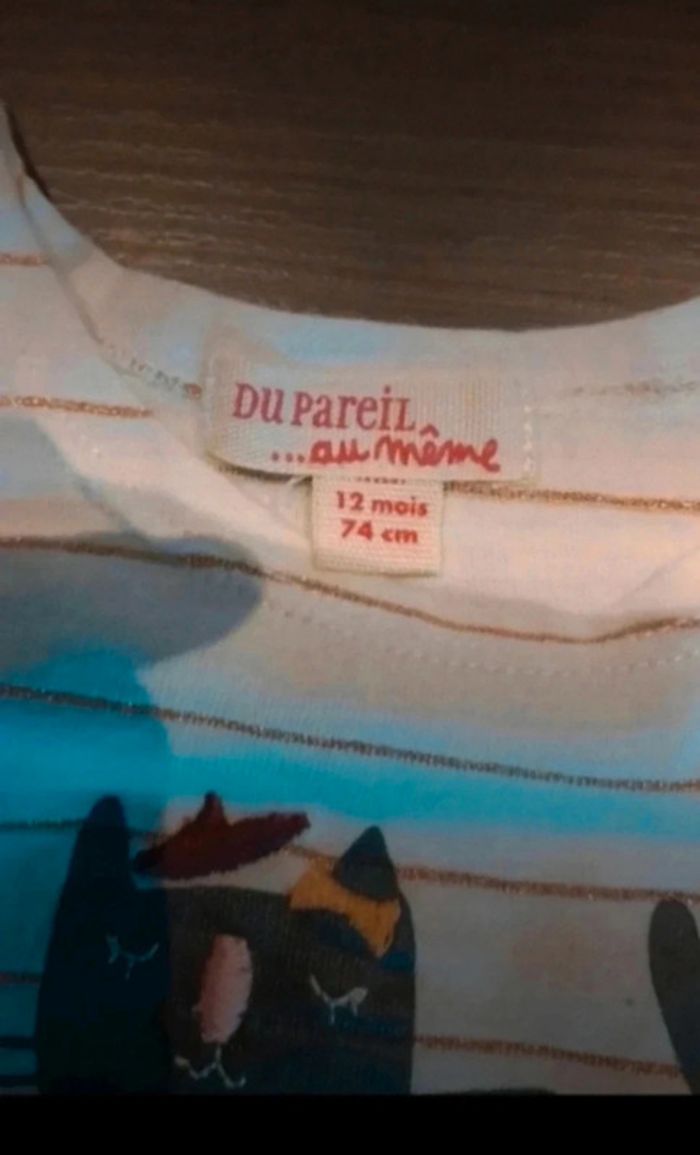 Du Pareil
...au même
12 mois
74 cm